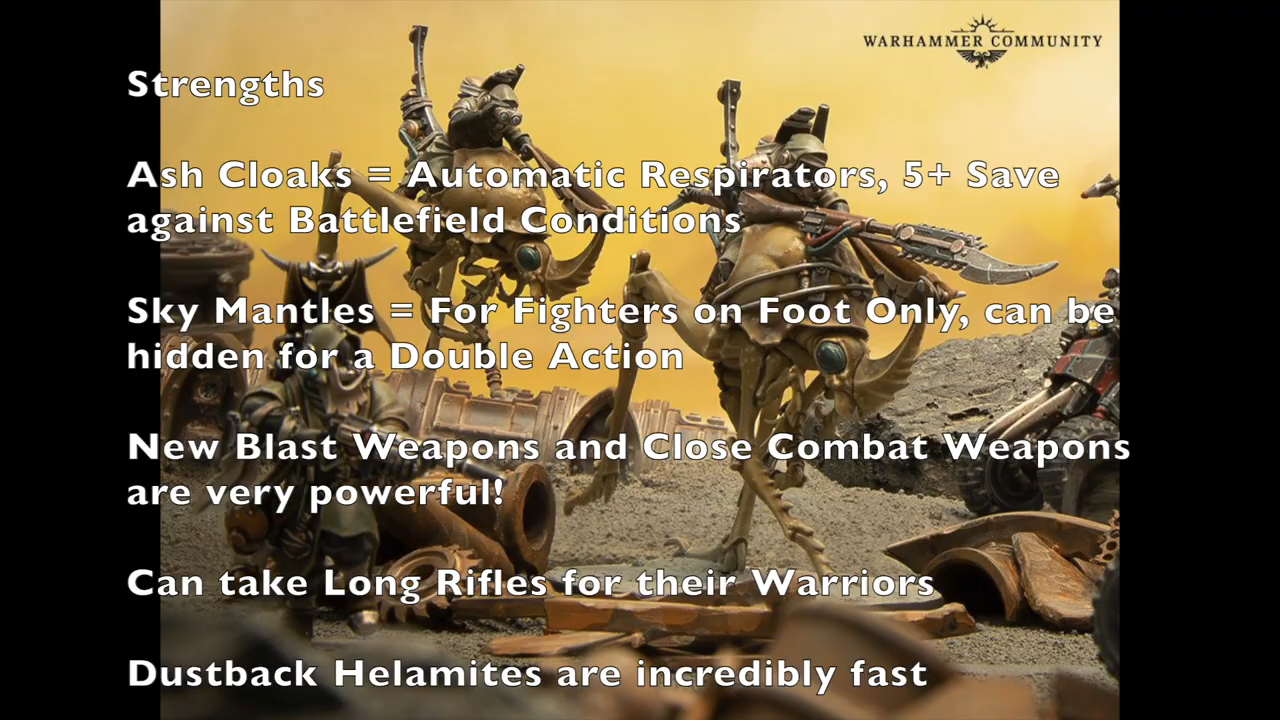 WARHAMMER COMMUNITY
Strengths
Ash Cloaks = Automatic Respirators, 5+ Save
against Battlefield Conditions
Sky Mantles = For Fighters on Foot Only, can be
hidden for a Double Action
New Blast Weapons and Close Combat Weapons
are very powerful!
Can take Long Rifles for their Warriors
Dustback Helamites are incredibly fast